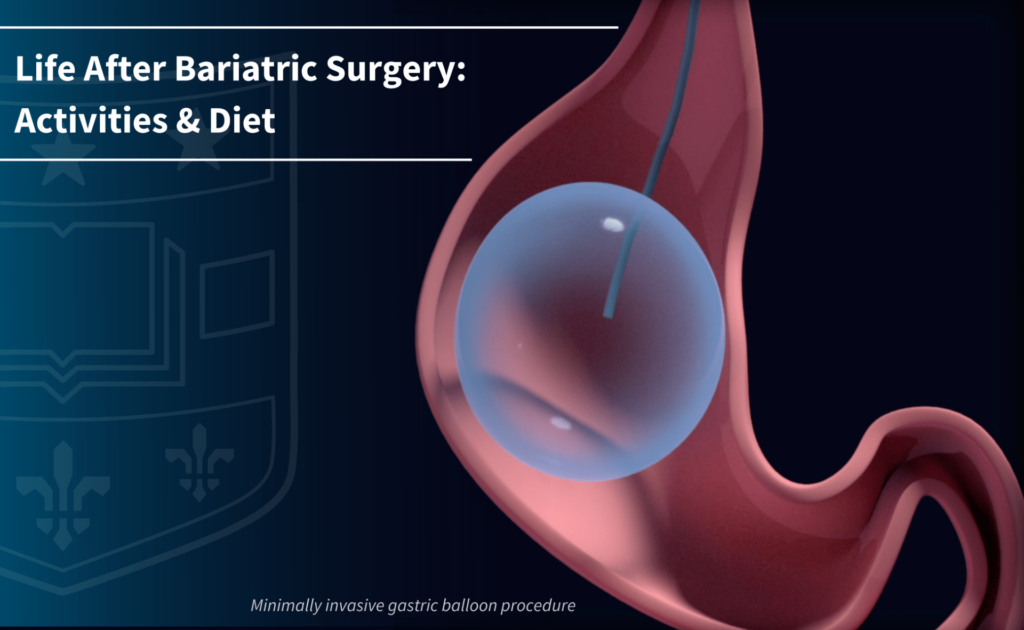 Life After Bariatric Surgery:
Activities & Diet
Minimally invasive gastric balloon procedure